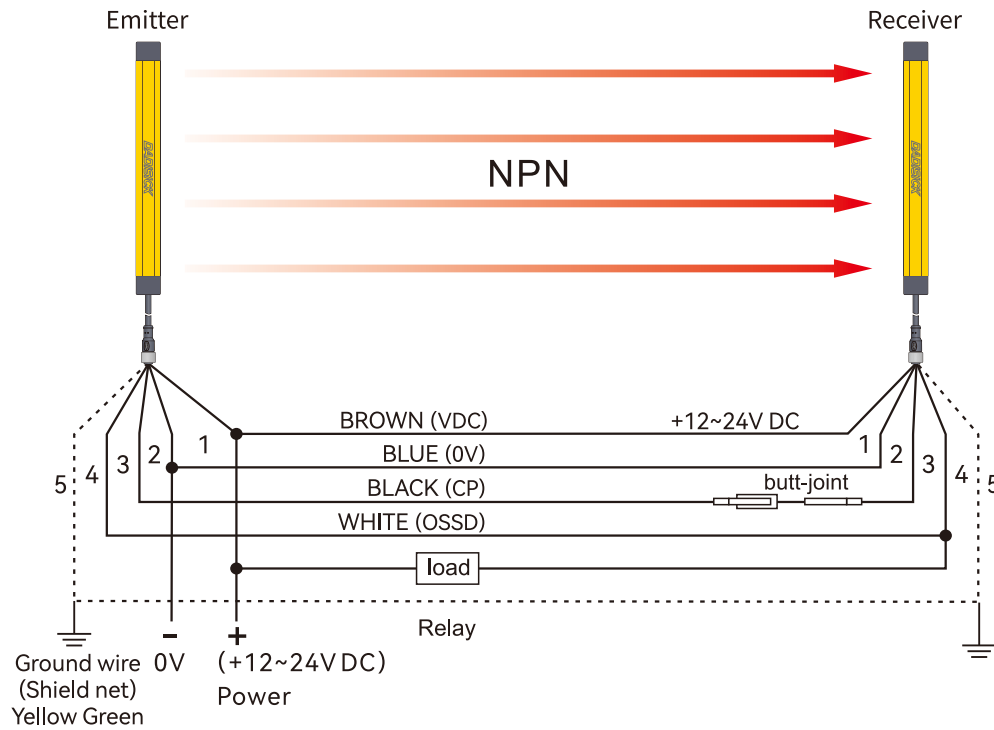 Emitter
Receiver
DADISICK
DADISICK
NPN
BROWN (VDC)
+12~24V DC
1
BLUE (0V)
1
2
2
3
BLACK (CP)
butt-joint
3
4
4
5
5
WHITE (OSSD)
load
Relay
- +
Ground wire 0V (+12~24V DC)
(Shield net) Power
Yellow Green